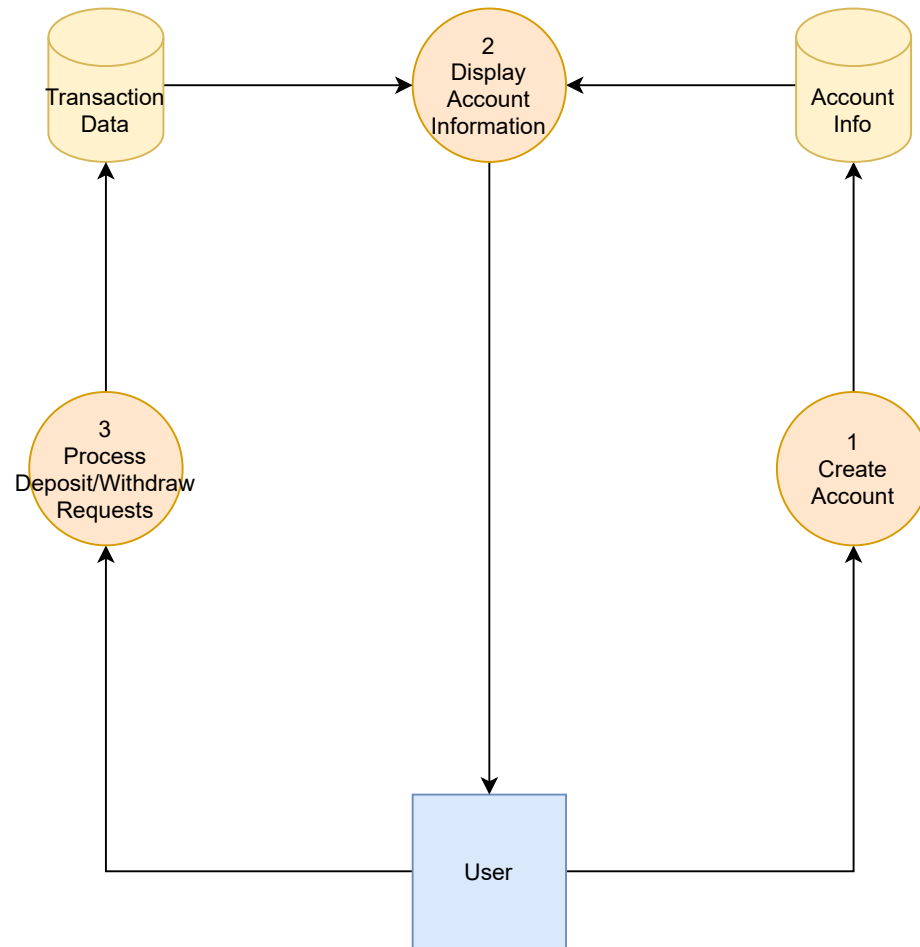 Transaction
Data
2
Display
Account
Information
Account
Info
3
Process
Deposit/Withdraw
Requests
1
Create
Account
User